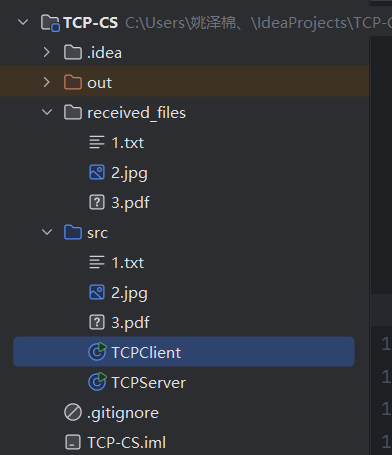 TCP-CS C:\Users\姚泽棉、\IdeaProjects\TCP-C
.idea
out
received_files
1.txt
2.jpg
3.pdf
src
1.txt
2.jpg
3.pdf
TCPClient
TCPServer
.gitignore
TCP-CS.iml